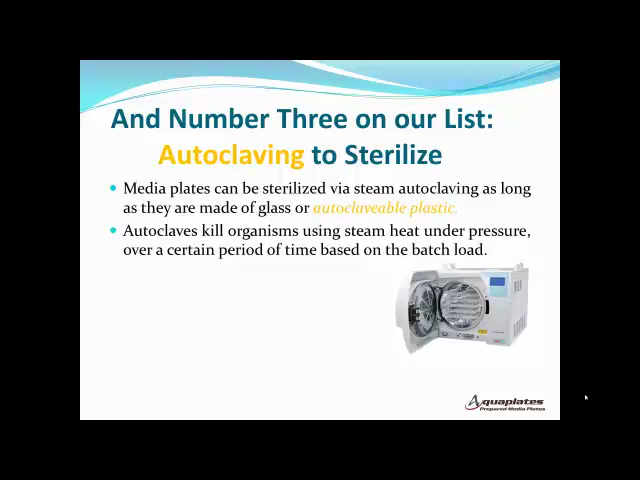 And Number Three on our List:
Autoclaving to Sterilize
• Media plates can be sterilized via steam autoclaving as long
as they are made of glass or autoclaveable plastic.
• Autoclaves kill organisms using steam heat under pressure,
over a certain period of time based on the batch load.
Aquaplates
Prepared Media Plates